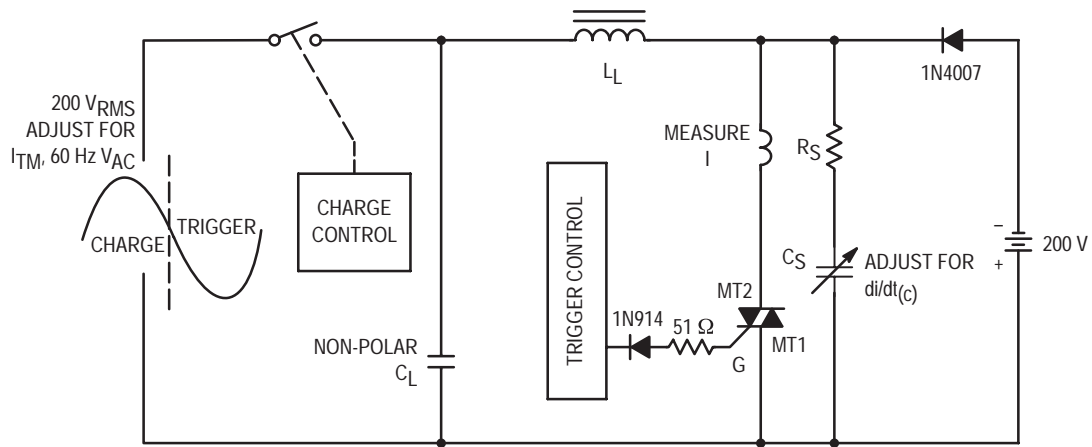 200 VRMS
ADJUST FOR
ITM, 60 Hz VAC
CHARGE
TRIGGER
CHARGE
CONTROL
NON-POLAR
CL
LL
MEASURE
I
TRIGGER CONTROL
1N914
51 Ω
G
MT2
MT1
RS
CS
ADJUST FOR
di/dt(c)
1N4007
–
+
200 V